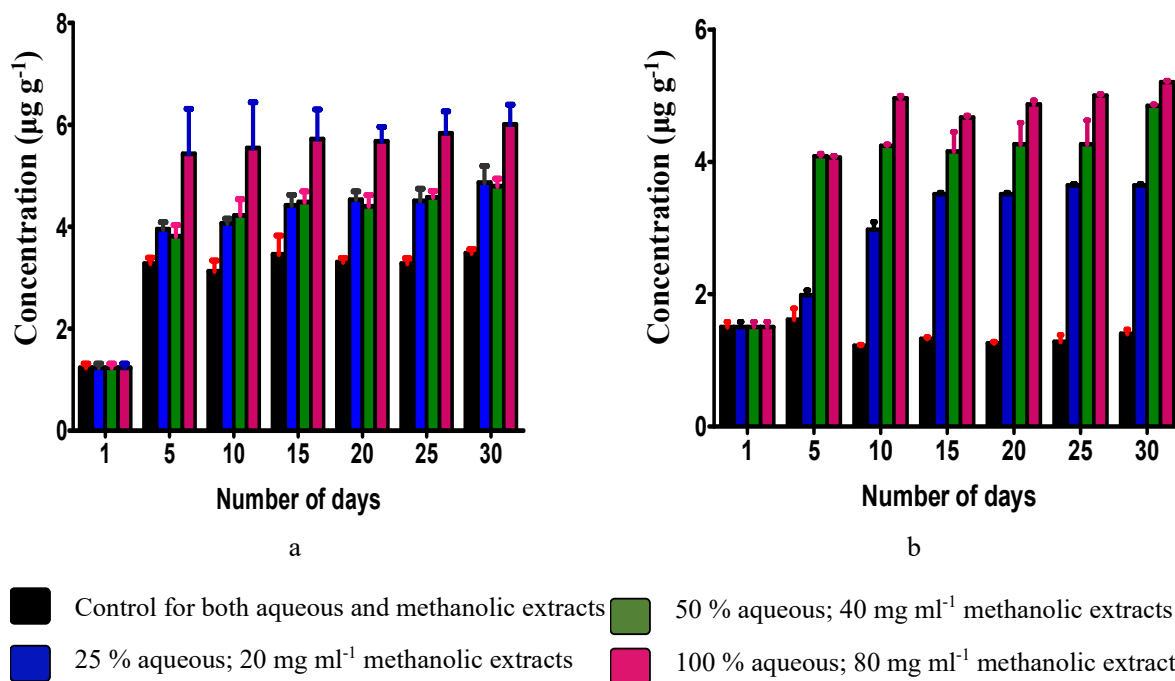 8
6
4
2
0
Concentration (µg g-1)
1 5 10 15 20 25 30
Number of days
a
6
4
2
0
Concentration (µg g-1)
1 5 10 15 20 25 30
Number of days
b
Control for both aqueous and methanolic extracts
50 % aqueous; 40 mg ml-1 methanolic extracts
25 % aqueous; 20 mg ml-1 methanolic extracts
100 % aqueous; 80 mg ml-1 methanolic extract